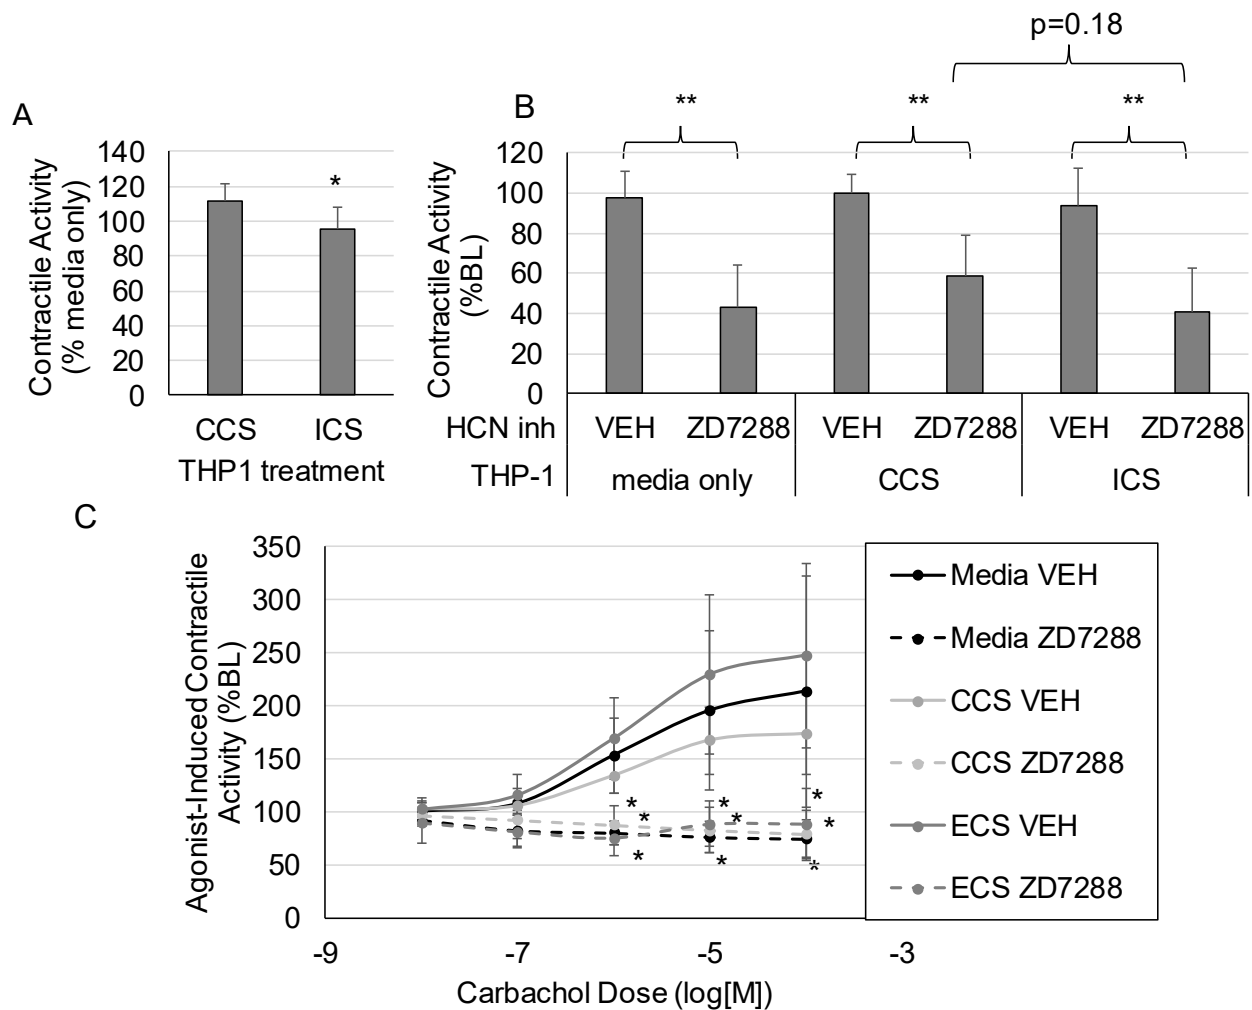 p=0.18
A
B
** ** **
Contractile Activity
(% media only)
140
120
100
80
60
40
20
0
*
CCS ICS
THP1 treatment
Contractile Activity
(%BL)
120
100
80
60
40
20
0
HCN inh VEH ZD7288 VEH ZD7288 VEH ZD7288
THP-1 media only CCS ICS
C
Agonist-Induced Contractile
Activity (%BL)
350
300
250
200
150
100
50
0
* * *
* * *
* * *
-9 -7 -5 -3
Carbachol Dose (log[M])
Media VEH
Media ZD7288
CCS VEH
CCS ZD7288
ECS VEH
ECS ZD7288